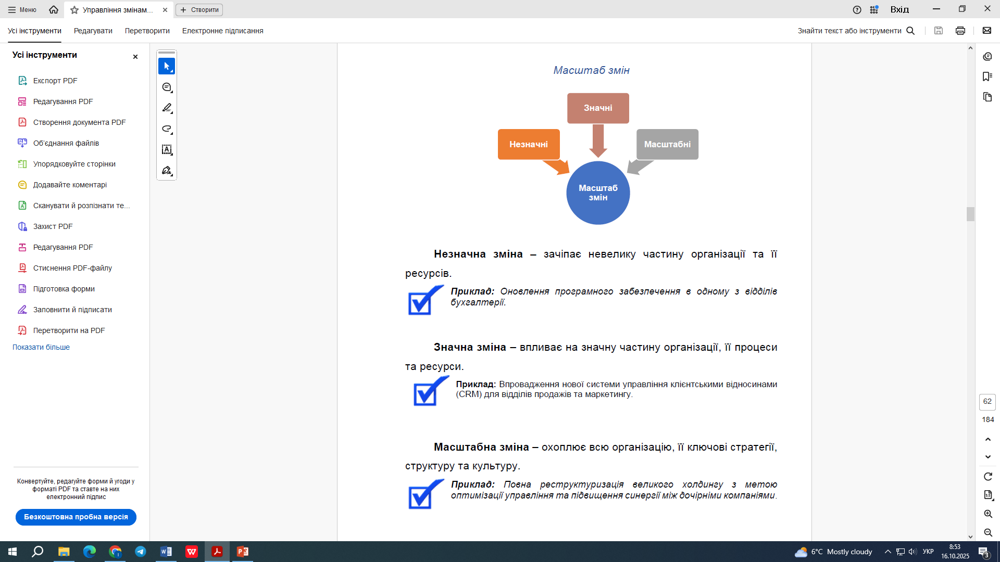 Меню
Управління змінам...
Створити
Вхід
Усі інструменти
Редагувати
Перетворити
Електронне підписання
Знайти текст або інструменти
Усі інструменти
Експорт PDF
Редагування PDF
Створення документа PDF
Об'єднання файлів
Упорядковуйте сторінки
Додавайте коментарі
Сканувати й розпізнати те...
Захист PDF
Редагування PDF
Стиснення PDF-файлу
Підготовка форми
Заповнити й підписати
Перетворити на PDF
Показати більше
Конвертуйте, редагуйте форми й угоди у
форматі PDF та ставте на них
електронний підпис
Безкоштовна пробна версія
Масштаб змін
Значні
Незначні
Масштабні
Масштаб
змін
Незначна зміна – зачіпає невелику частину організації та її
ресурсів.
Приклад: Оновлення програмного забезпечення в одному з відділів
бухгалтерії.
Значна зміна – впливає на значну частину організації, її процеси
та ресурси.
Приклад: Впровадження нової системи управління клієнтськими відносинами
(CRM) для відділів продажів та маркетингу.
Масштабна зміна – охоплює всю організацію, її ключові стратегії,
структуру та культуру.
Приклад: Повна реструктуризація великого холдингу з метою
оптимізації управління та підвищення синергії між дочірніми компаніями.
62
184
1:1
6°C Mostly cloudy
УКР
8:53
16.10.2025
3